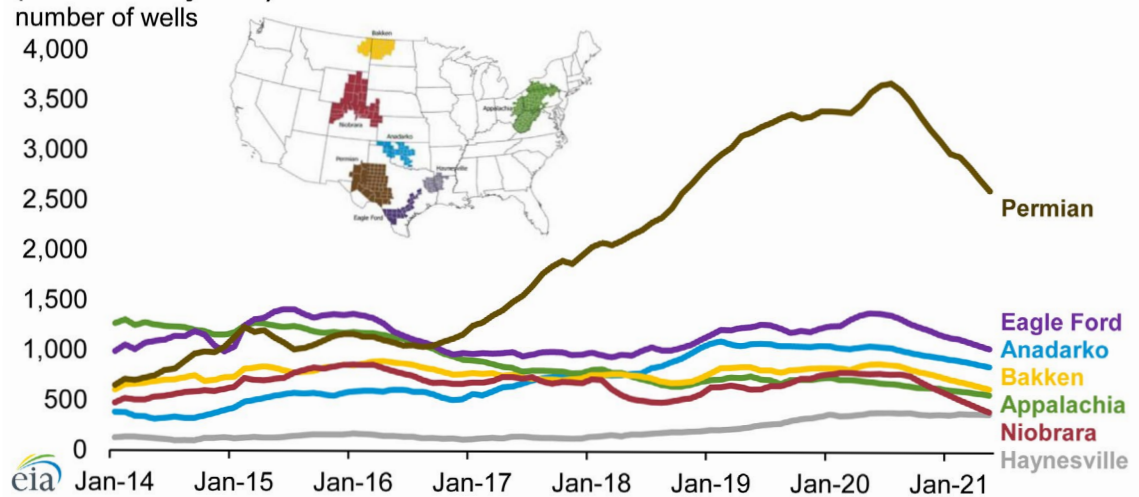 number of wells
4,000
3,500
3,000
2,500
2,000
1,500
1,000
500
0
Bakken
Niobrara
Appalachia
Anadarko
Permian
Haynesville
Eagle Ford
Permian
Eagle Ford
Anadarko
Bakken
Appalachia
Niobrara
Haynesville
eia
Jan-14 Jan-15 Jan-16 Jan-17 Jan-18 Jan-19 Jan-20 Jan-21